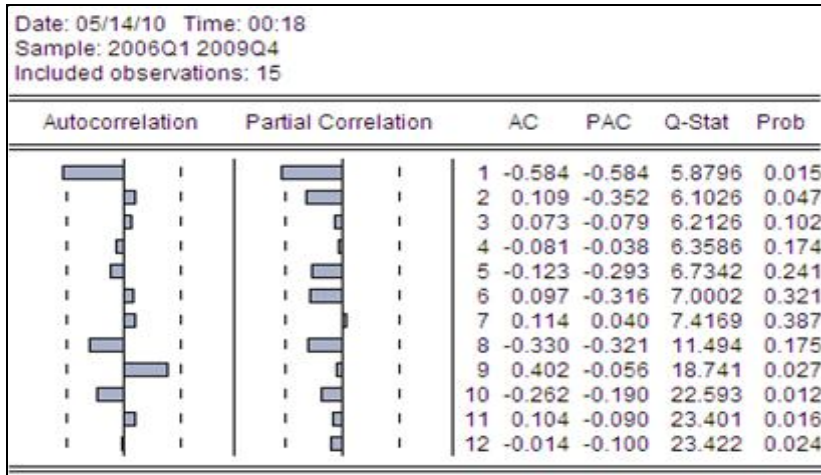 Date: 05/14/10 Time: 00:18
Sample: 2006Q1 2009Q4
Included observations: 15
Autocorrelation Partial Correlation AC PAC Q-Stat Prob
1 -0.584 -0.584 5.8796 0.015
2 0.109 -0.352 6.1026 0.047
3 0.073 -0.079 6.2126 0.102
4 -0.081 -0.038 6.3586 0.174
5 -0.123 -0.293 6.7342 0.241
6 0.097 -0.316 7.0002 0.321
7 0.114 0.040 7.4169 0.387
8 -0.330 -0.321 11.494 0.175
9 0.402 -0.056 18.741 0.027
10 -0.262 -0.190 22.593 0.012
11 0.104 -0.090 23.401 0.016
12 -0.014 -0.100 23.422 0.024